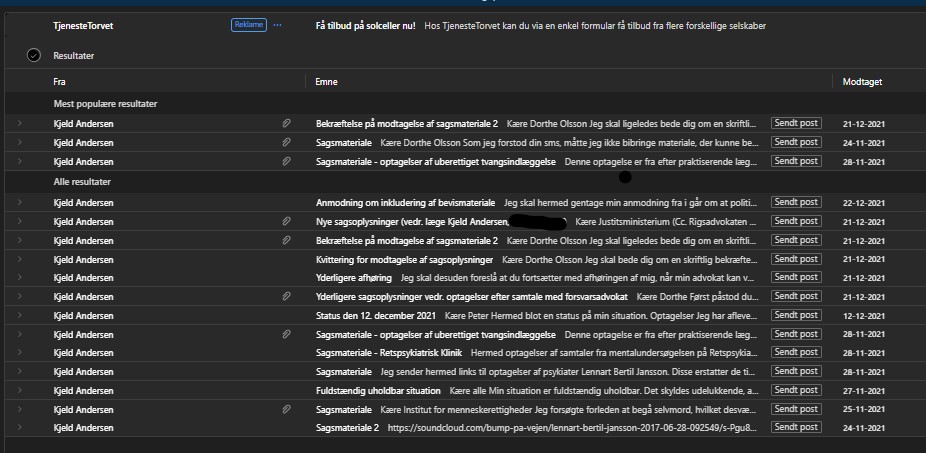 TjenesteTorvet Reklame ··· Få tilbud på solceller nu! Hos TjenesteTorvet kan du via en enkel formular få tilbud fra flere forskellige selskaber
Resultater
Fra Emne Modtaget
Mest populære resultater
Kjeld Andersen Bekræftelse på modtagelse af sagsmateriale 2 Kære Dorthe Olsson Jeg skal ligeledes bede dig om en skriftli... Sendt post 21-12-2021
Kjeld Andersen Sagsmateriale Kære Dorthe Olsson Som jeg forstod din sms, måtte jeg ikke bibringe materiale, der kunne be... Sendt post 24-11-2021
Kjeld Andersen Sagsmateriale - optagelser af uberettiget tvangsindlæggelse Denne optagelse er fra efter praktiserende læg... Sendt post 28-11-2021
Alle resultater
Kjeld Andersen Anmodning om inkludering af bevismateriale Jeg skal hermed gentage min anmodning fra i går om at politi... Sendt post 22-12-2021
Kjeld Andersen Nye sagsoplysninger (vedr. læge Kjeld Andersen, ) Kære Justitsministerium (Cc. Rigsadvokaten ... Sendt post 21-12-2021
Kjeld Andersen Bekræftelse på modtagelse af sagsmateriale 2 Kære Dorthe Olsson Jeg skal ligeledes bede dig om en skriftli... Sendt post 21-12-2021
Kjeld Andersen Kvittering for modtagelse af sagsoplysninger Kære Dorthe Olsson Jeg skal bede dig om en skriftlig bekræfte... Sendt post 21-12-2021
Kjeld Andersen Yderligere afhøring Jeg skal desuden foreslå at du fortsætter med afhøringen af mig, når min advokat kan v... Sendt post 21-12-2021
Kjeld Andersen Yderligere sagsoplysninger vedr. optagelser efter samtale med forsvarsadvokat Kære Dorthe Først påstod du... Sendt post 21-12-2021
Kjeld Andersen Status den 12. december 2021 Kære Peter Hermed blot en status på min situation. Optagelser Jeg har afleve... Sendt post 12-12-2021
Kjeld Andersen Sagsmateriale - optagelser af uberettiget tvangsindlæggelse Denne optagelse er fra efter praktiserende læg... Sendt post 28-11-2021
Kjeld Andersen Sagsmateriale - Retspsykiatrisk Klinik Hermed optagelser af samtaler fra mentalundersøgelsen på Retspsykia... Sendt post 28-11-2021
Kjeld Andersen Sagsmateriale Jeg sender hermed links til optagelser af psykiater Lennart Bertil Jansson. Disse erstatter de ti... Sendt post 28-11-2021
Kjeld Andersen Fuldstændig uholdbar situation Kære alle Min situation er fuldstændig uholdbar. Det skyldes udelukkende, a... Sendt post 27-11-2021
Kjeld Andersen Sagsmateriale Kære Institut for menneskerettigheder Jeg forsøgte forleden at begå selvmord, hvilket desvæ... Sendt post 25-11-2021
Kjeld Andersen Sagsmateriale 2 https://soundcloud.com/bump-pa-vejen/lennart-bertil-jansson-2017-06-28-092549/s-Pgu8... Sendt post 24-11-2021